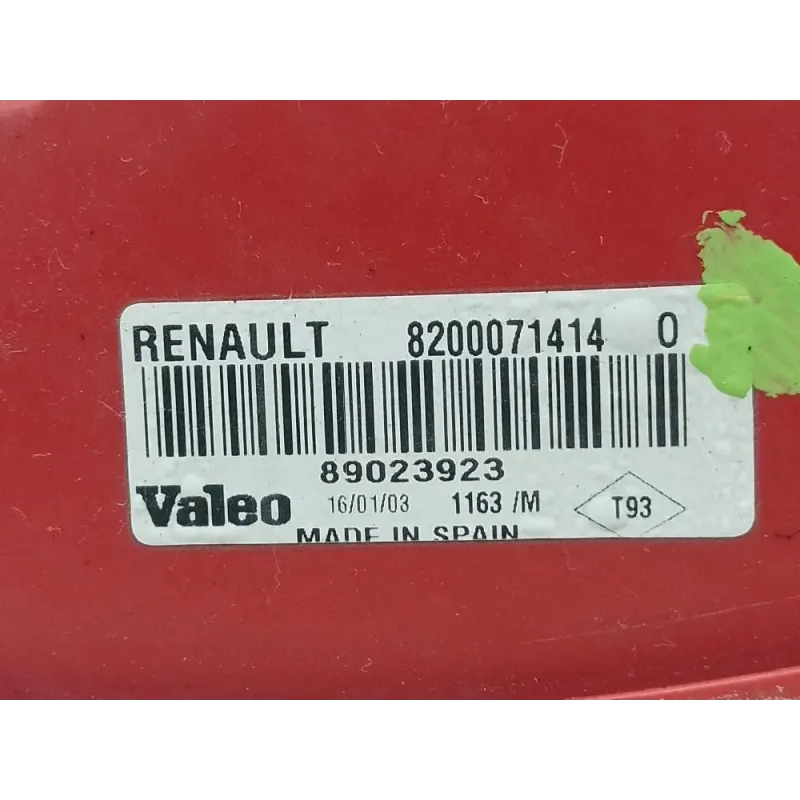 RENAULT 8200071414 0
89023923
Valeo 16/01/03 1163 /M T93
MADE IN SPAIN